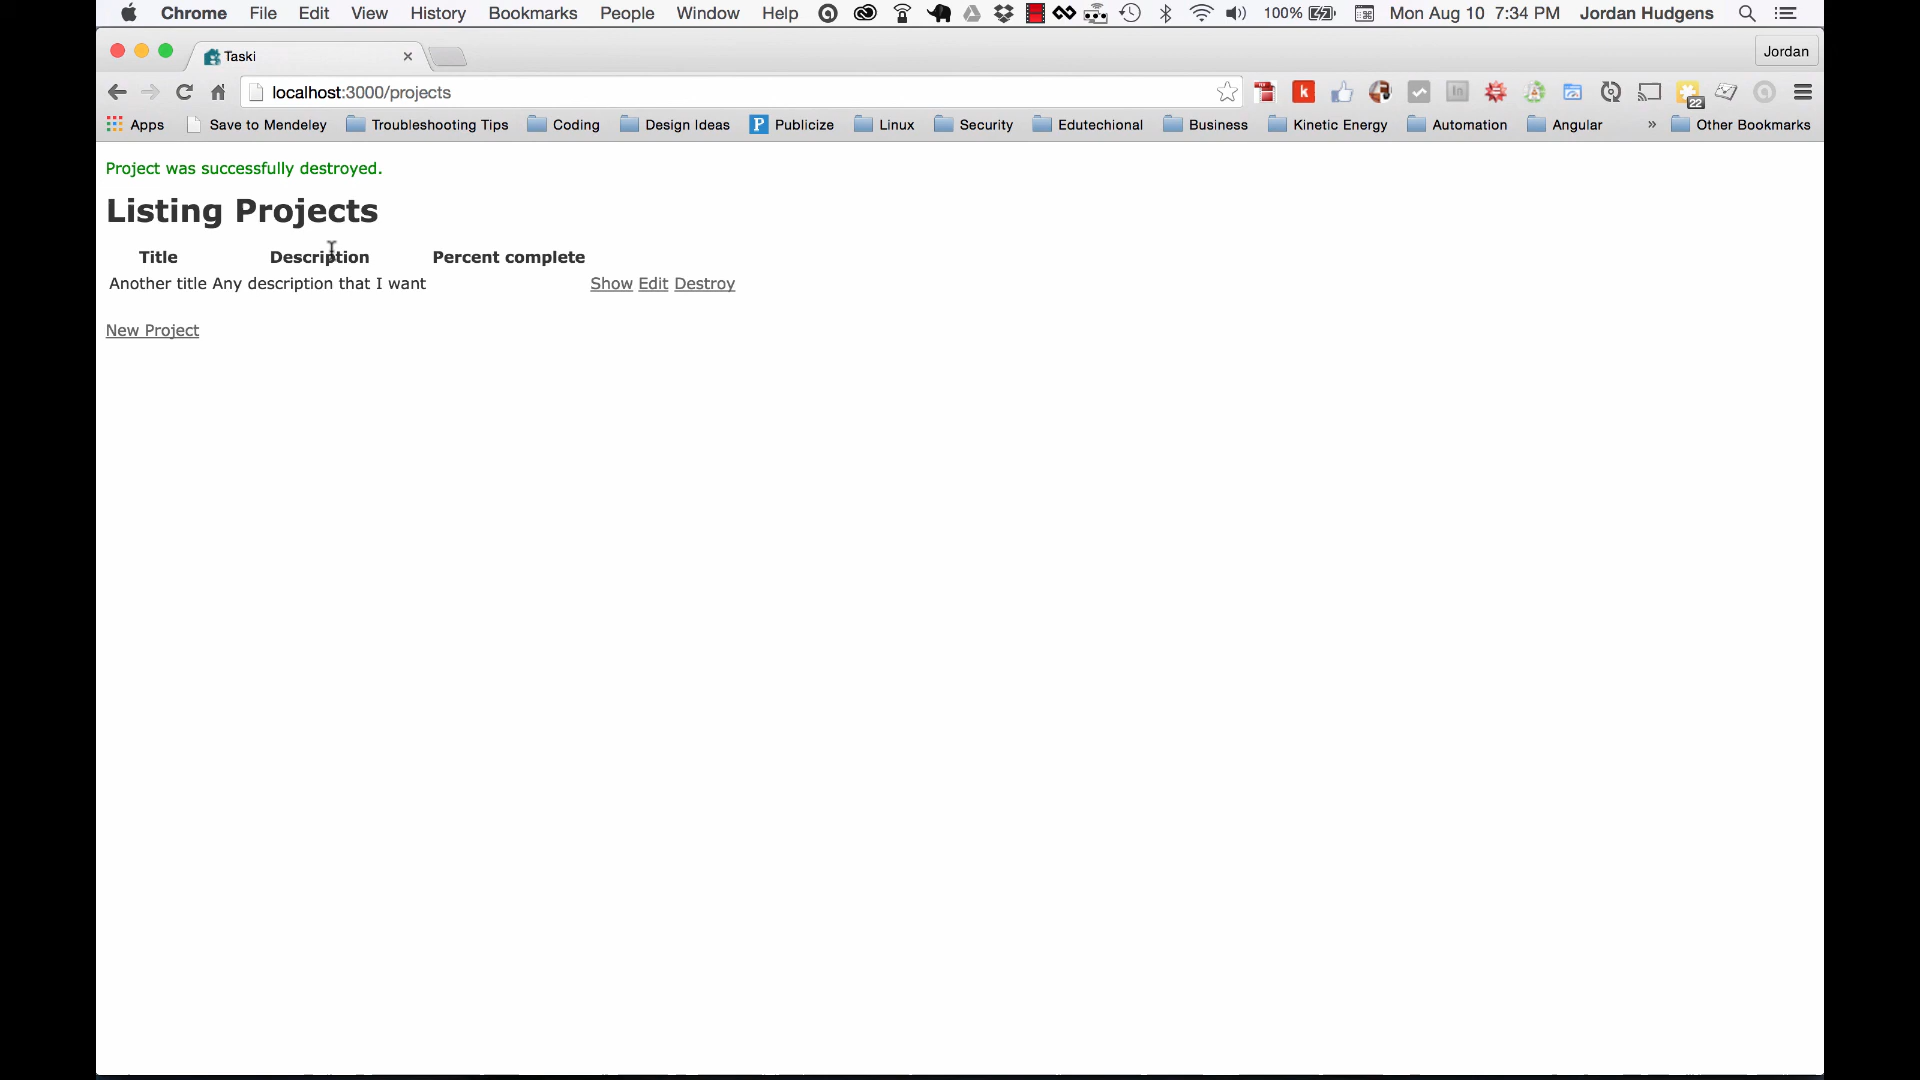 Chrome File Edit View History Bookmarks People Window Help 100% Mon Aug 10 7:34 PM Jordan Hudgens
Taski Jordan
localhost:3000/projects
k in 22
Apps Save to Mendeley Troubleshooting Tips Coding Design Ideas P Publicize Linux Security Edutechional Business Kinetic Energy Automation Angular » Other Bookmarks
Project was successfully destroyed.
Listing Projects
Title Description Percent complete
Another title Any description that I want Show Edit Destroy
New Project